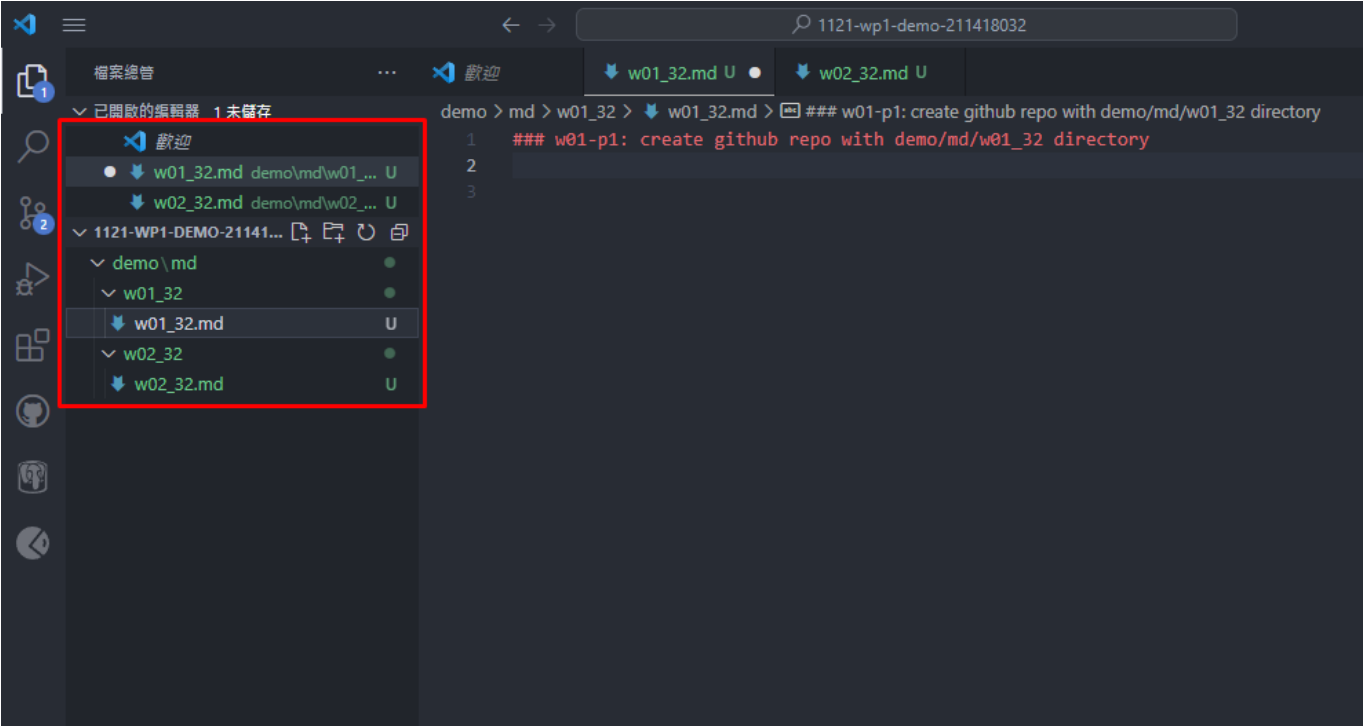 1121-wp1-demo-211418032
檔案總管 ···
歡迎
w01_32.md U
w02_32.md U
已開啟的編輯器 1 未儲存
demo > md > w01_32 > w01_32.md > abc ### w01-p1: create github repo with demo/md/w01_32 directory
歡迎
w01_32.md demo\md\w01_... U
w02_32.md demo\md\w02_... U
1121-WP1-DEMO-21141...
demo\md
w01_32
w01_32.md U
w02_32
w02_32.md U
1 ### w01-p1: create github repo with demo/md/w01_32 directory
2
3
1
2